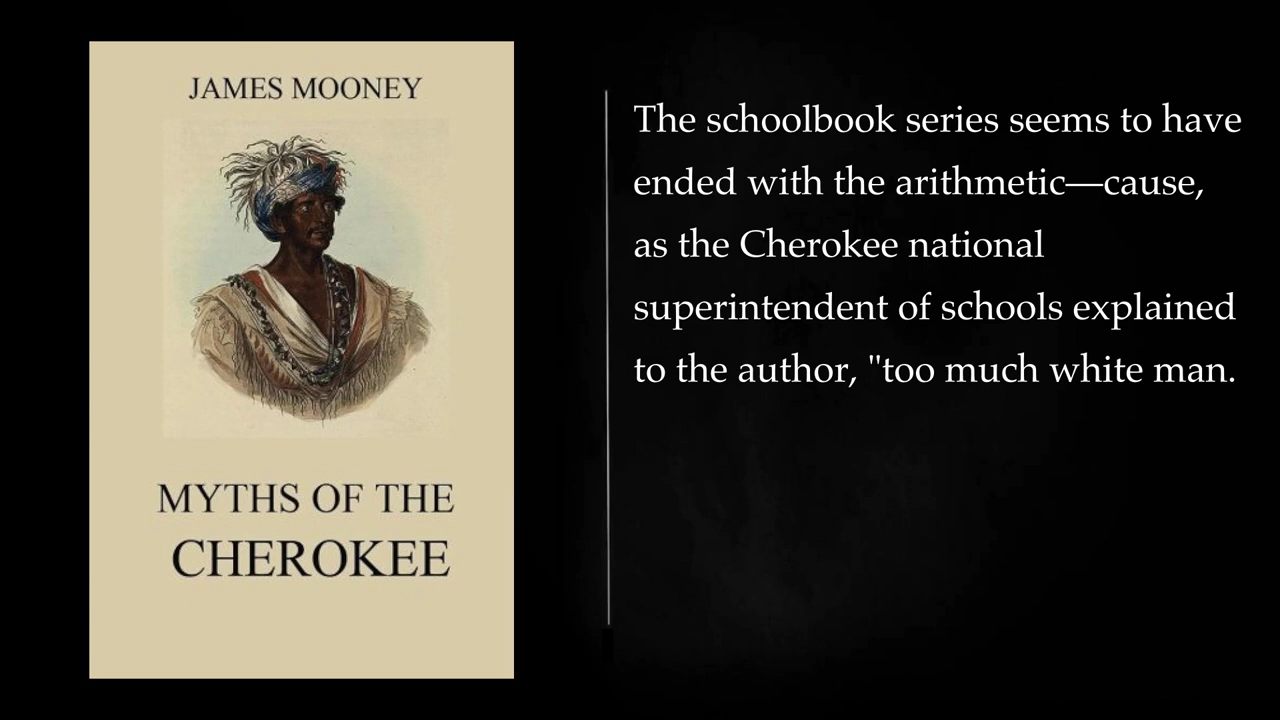 JAMES MOONEY
MYTHS OF THE
CHEROKEE
The schoolbook series seems to have
ended with the arithmetic—cause,
as the Cherokee national
superintendent of schools explained
to the author, "too much white man.